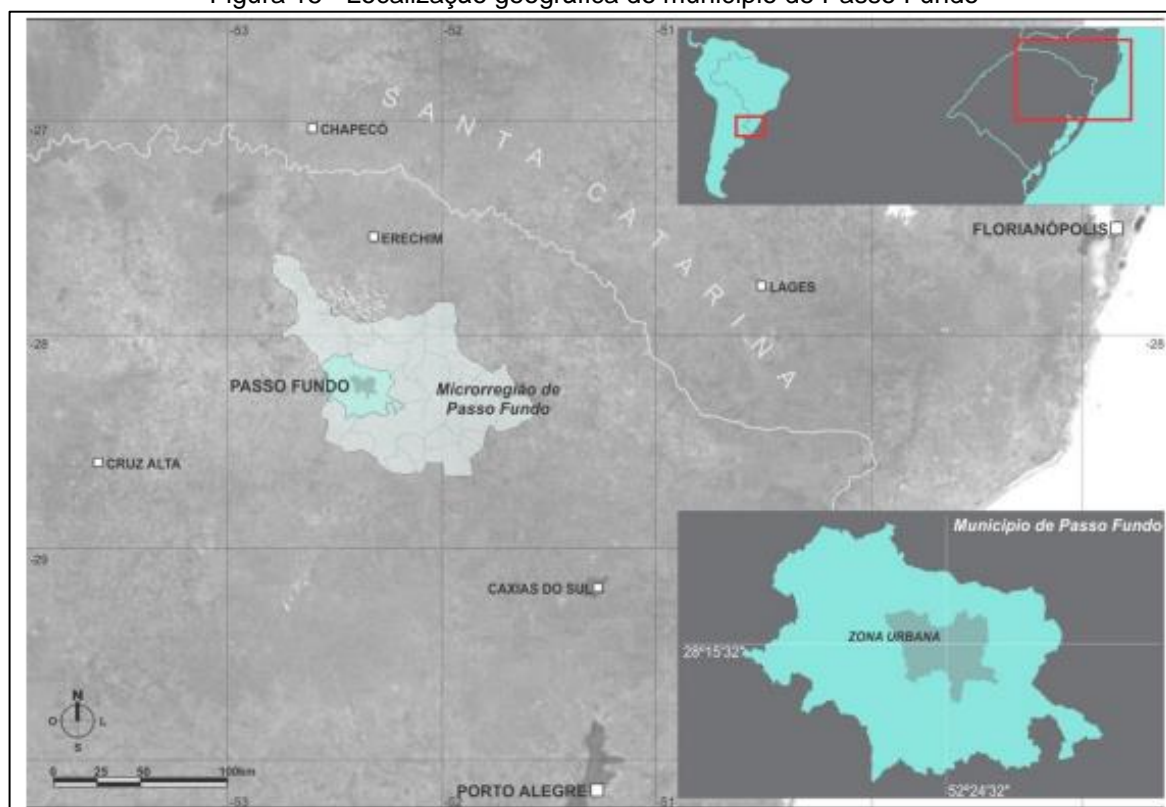 Figura 18 - Localização geográfica do município de Passo Fundo
-53
-52
-51
-27
CHAPECÓ
SANTA CATARINA
ERECHIM
FLORIANÓPOLIS
LAGES
-28
-28
PASSO FUNDO
Microrregião de
Passo Fundo
CRUZ ALTA
Município de Passo Fundo
-29
CAXIAS DO SUL
ZONA URBANA
28°15'32"
N
O
L
S
0 25 50 100km
52°24'32"
PORTO ALEGRE
-53
-52
-51